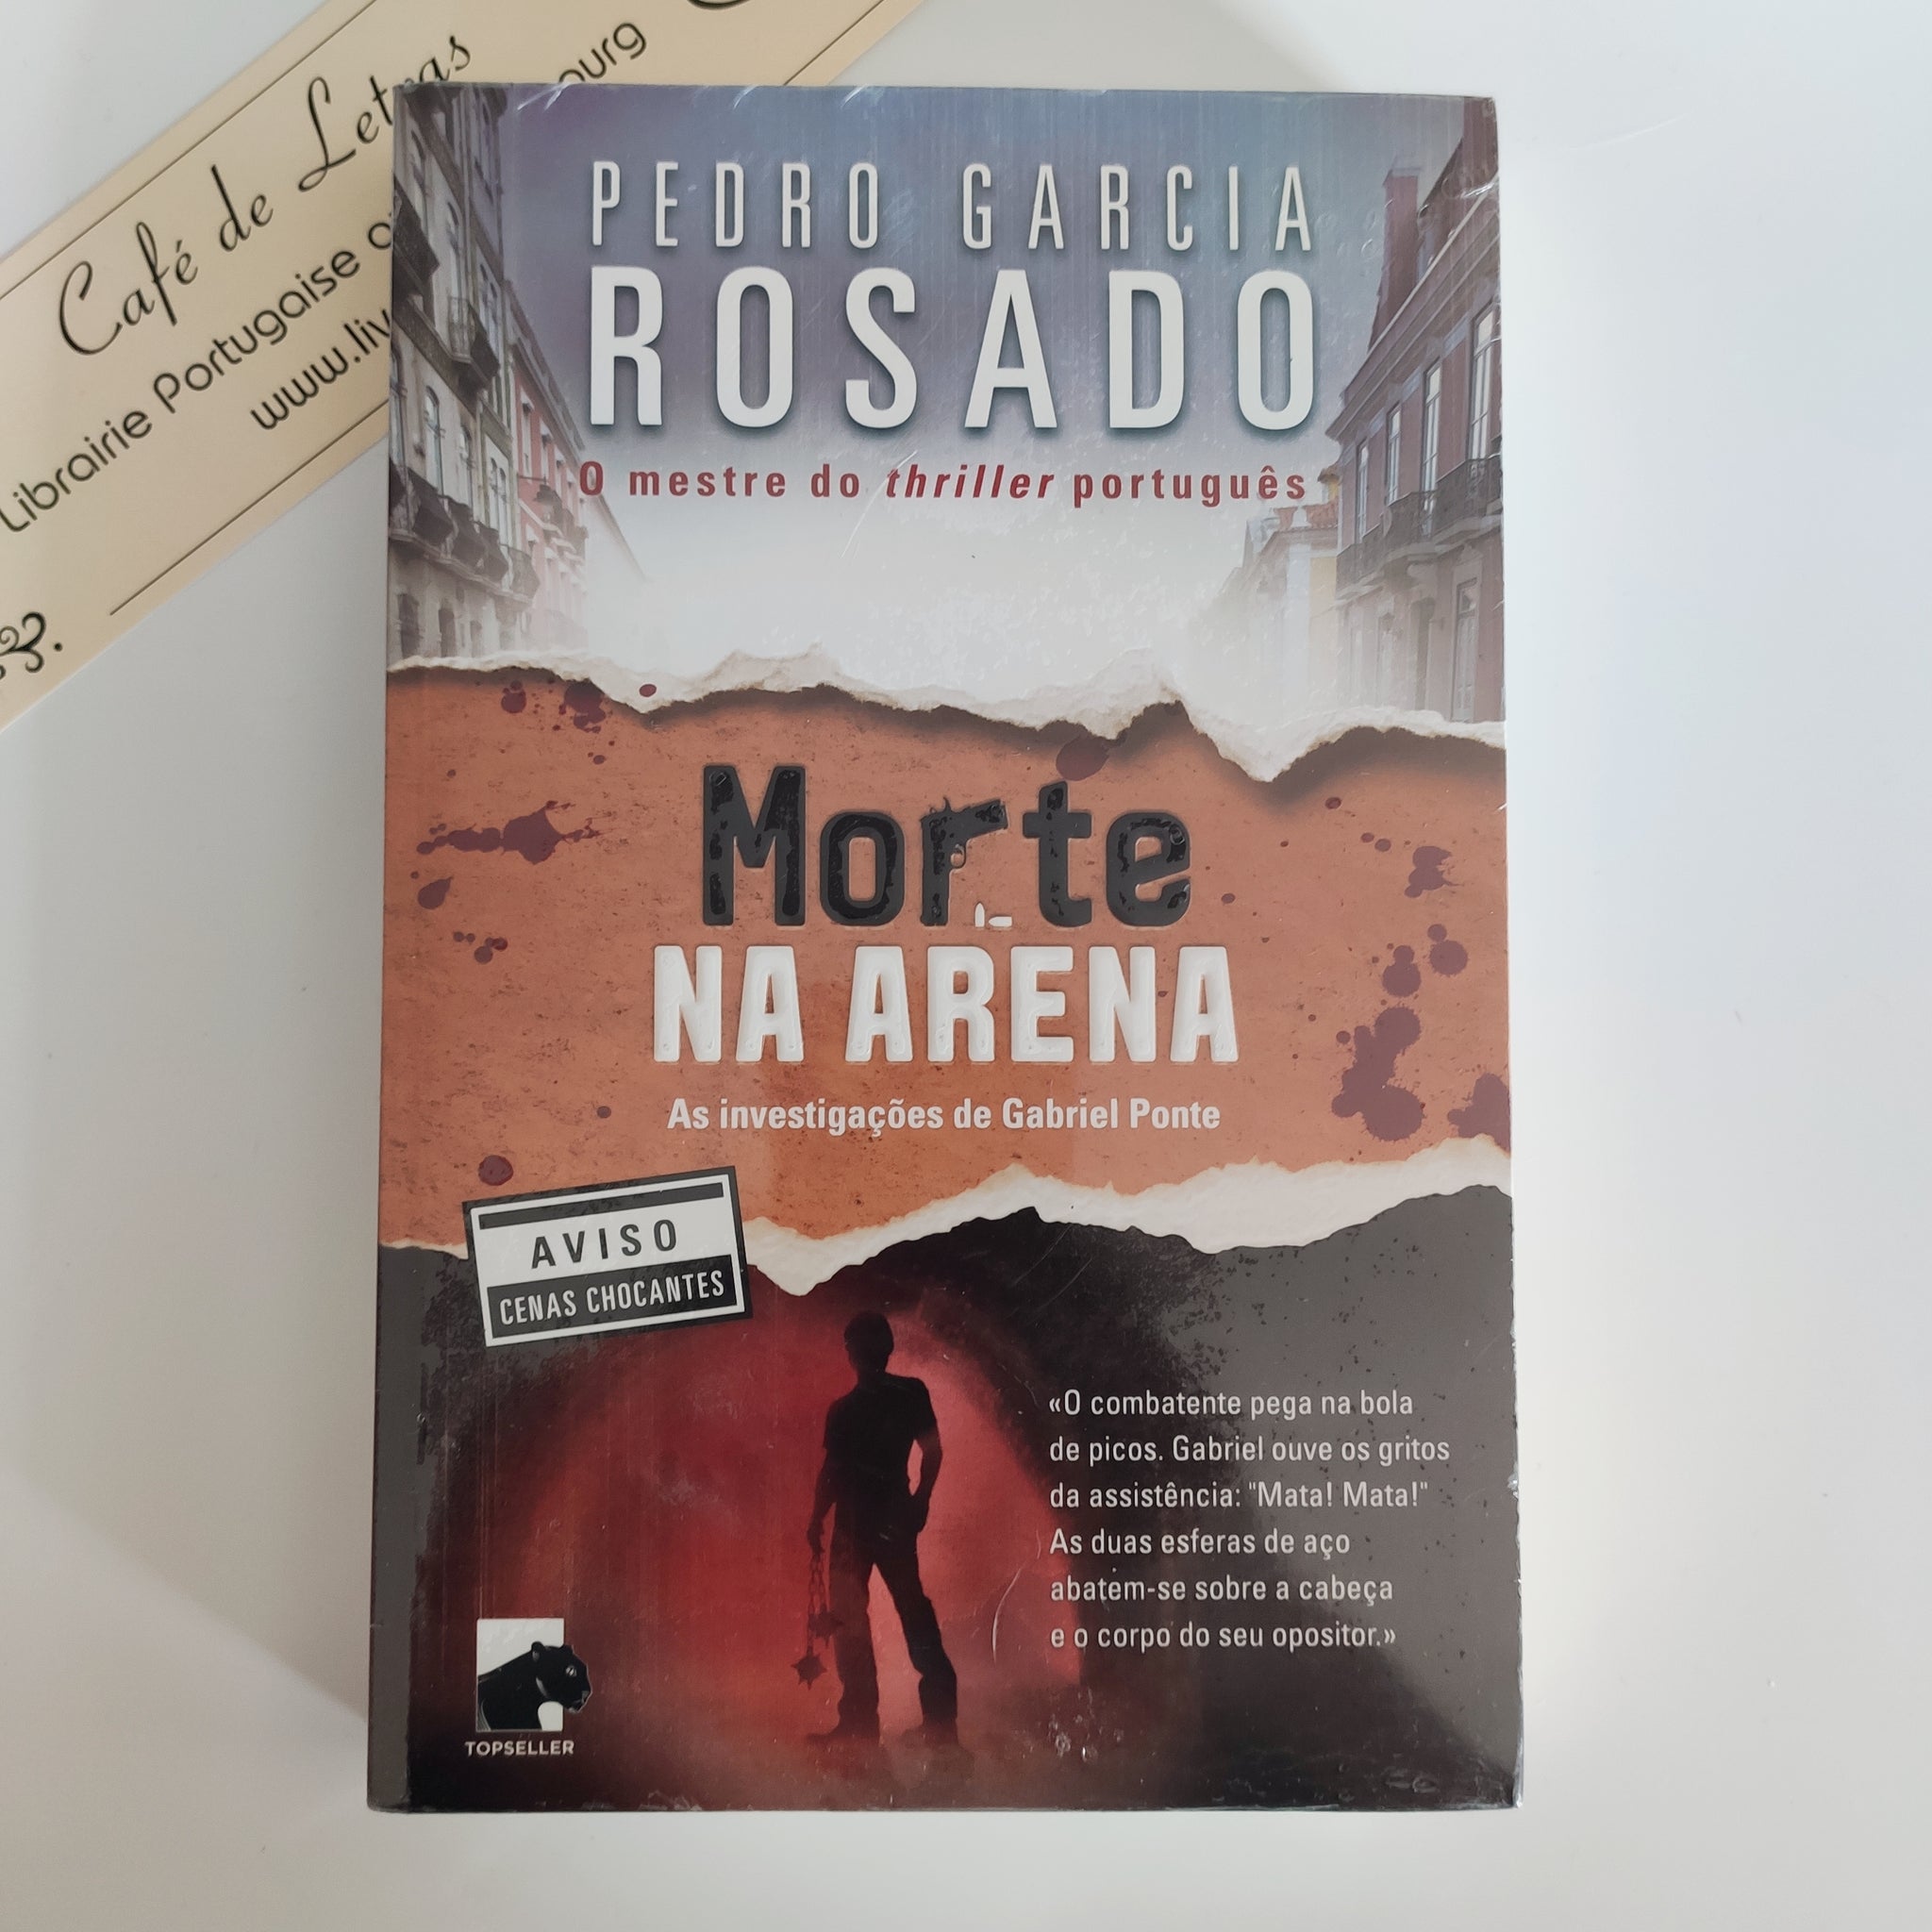 Café de Letras
Librairie Portugaise
www.liv
PEDRO GARCIA
ROSADO
O mestre do thriller português
Morte
NA ARENA
As investigações de Gabriel Ponte
AVISO
CENAS CHOCANTES
«O combatente pega na bola
de picos. Gabriel ouve os gritos
da assistência: "Mata! Mata!"
As duas esferas de aço
abatem-se sobre a cabeça
e o corpo do seu opositor.»
TOPSELLER